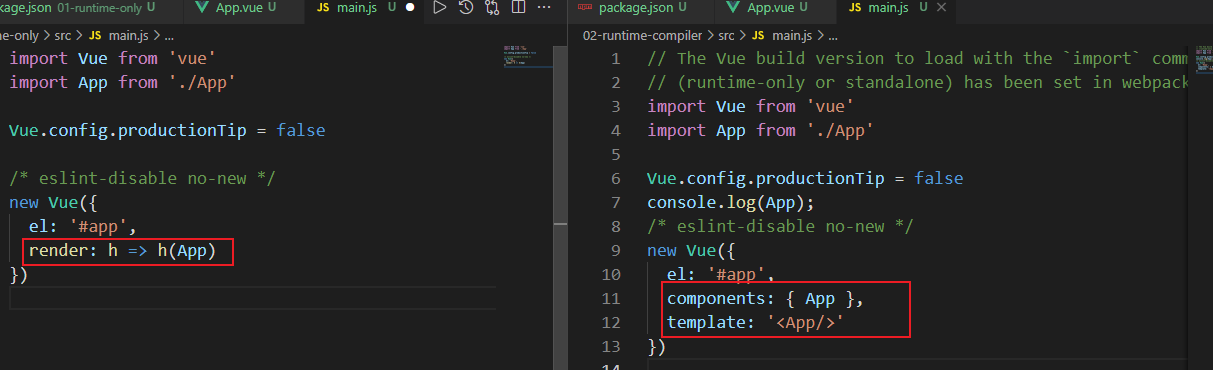 package.json 01-runtime-only U
App.vue U
main.js U
me-only > src > JS main.js > ...
import Vue from 'vue'
import App from './App'
Vue.config.productionTip = false
/* eslint-disable no-new */
new Vue({
el: '#app',
render: h => h(App)
})
package.json U
App.vue U
JS main.js U
02-runtime-compiler > src > JS main.js > ...
1 // The Vue build version to load with the `import` comm
2 // (runtime-only or standalone) has been set in webpack
3 import Vue from 'vue'
4 import App from './App'
5
6 Vue.config.productionTip = false
7 console.log(App);
8 /* eslint-disable no-new */
9 new Vue({
10 el: '#app',
11 components: { App },
12 template: '<App/>'
13 })
14